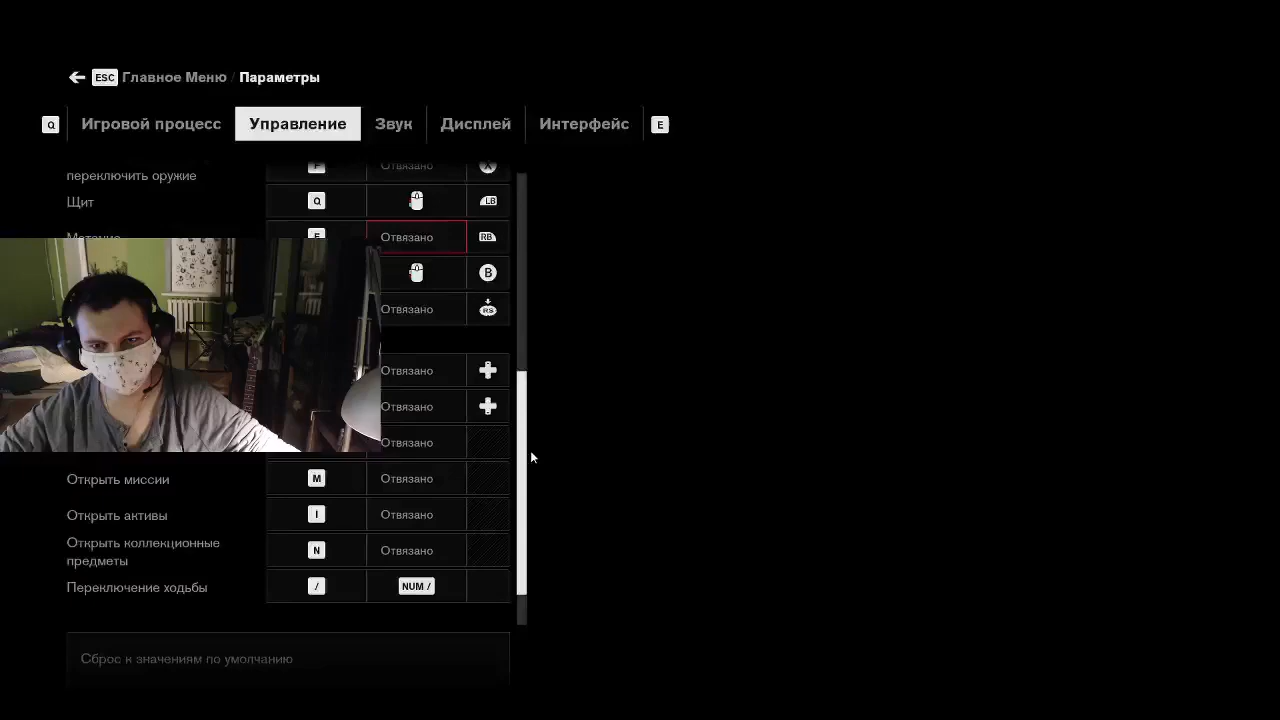 ESC Главное Меню / Параметры
Q Игровой процесс Управление Звук Дисплей Интерфейс E
F Отвязано X
переключить оружие
Щит Q LB
Отвязано RB
B
Отвязано RS
Отвязано
Отвязано
Отвязано
Открыть миссии M Отвязано
Открыть активы I Отвязано
Открыть коллекционные
предметы N Отвязано
Переключение ходьбы / NUM /
Сброс к значениям по умолчанию